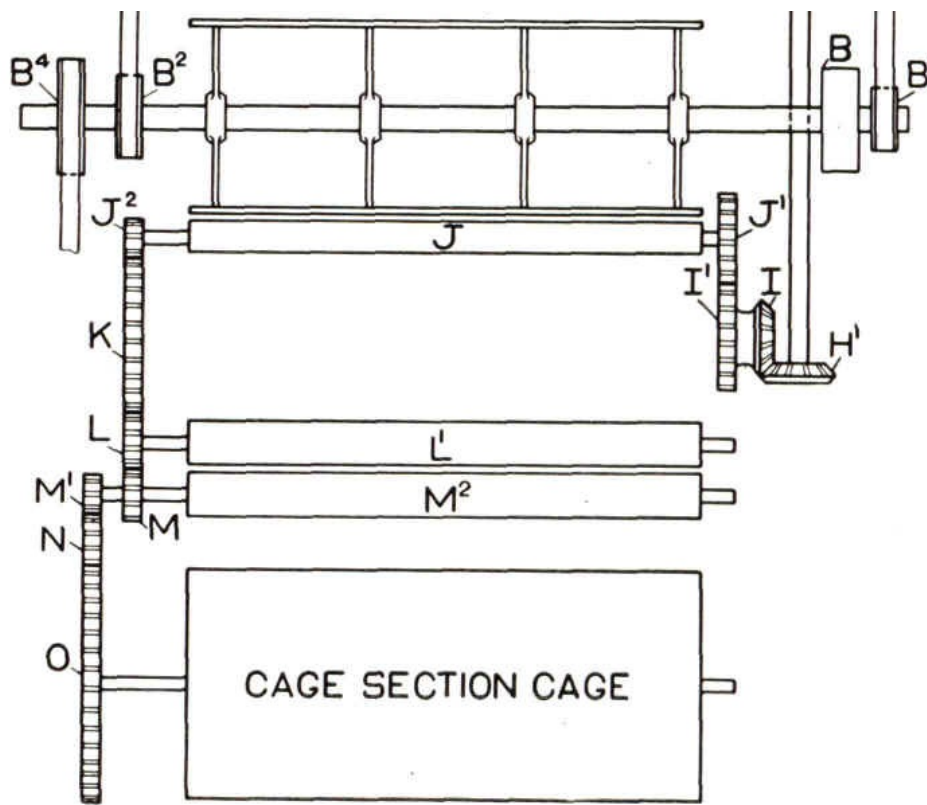 B⁴
B²
B
B
J²
J
J¹
I¹
I
K
H¹
L
L¹
M¹
M²
N
M
O
CAGE SECTION CAGE